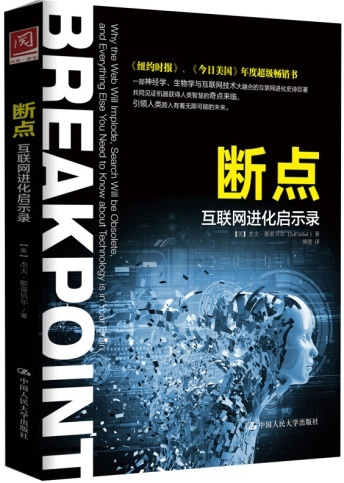 阅
断点
互联网进化启示录
【美】杰夫·斯蒂贝尔/著
中国人民大学出版社
BREAKPOINT
Why the Web Will Implode, Search Will be Obsolete,
and Everything Else You Need to Know about Technology is in Your Brain
《纽约时报》、《今日美国》年度超级畅销书
一部神经学、生物学与互联网技术大融合的互联网进化史诗巨著
共同见证机器获得人类智慧的奇点来临,
引领人类跨入有着无限可能的未来。
断点
互联网进化启示录
【美】杰夫·斯蒂贝尔(Jeff Stibel)著
师蓉 译
中国人民大学出版社